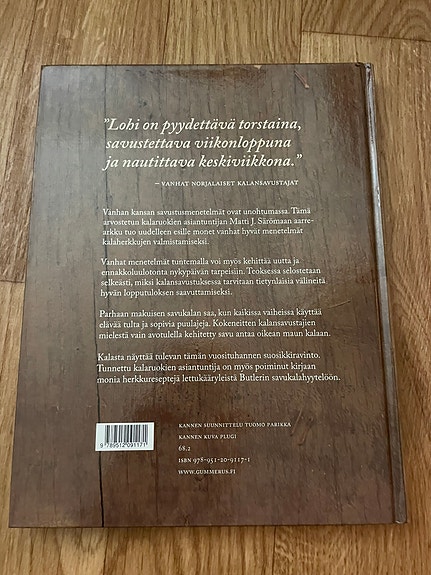 ”Lohi on pyydettävä torstaina,
savustettava viikonloppuna
ja nautittava keskiviikkona.”
– VANHAT NORJALAISET KALANSAVUSTAJAT
Vanhan kansan savustusmenetelmät ovat unohtumassa. Tämä
arvostetun kalaruokien asiantuntijan Matti J. Särömaan aarre-
arkku tuo uudelleen esille monet vanhat hyvät menetelmät
kalaherkkujen valmistamiseksi.
Vanhat menetelmät tuntemalla voi myös kehittää uutta ja
ennakkoluulotonta nykypäivän tarpeisiin. Teoksessa selostetaan
selkeästi, miksi kalansavustuksessa tarvitaan tietynlaisia välineitä
hyvän lopputuloksen saavuttamiseksi.
Parhaan makuisen savukalan saa, kun kaikissa vaiheissa käyttää
elävää tulta ja sopivia puulajeja. Kokeneitten kalansavustajien
mielestä vain avotulella kehitetty savu antaa oikean maun kalaan.
Kalasta näyttää tulevan tämän vuosituhannen suosikkiravinto.
Tunnettu kalaruokien asiantuntija on myös poiminut kirjaan
monia herkkureseptejä lettukääryleistä Butlerin savukalahyytelöön.
KANNEN SUUNNITTELU TUOMO PARIKKA
KANNEN KUVA PLUGI
68.2
ISBN 978-951-20-9117-1
WWW.GUMMERUS.FI
9 789512 091171